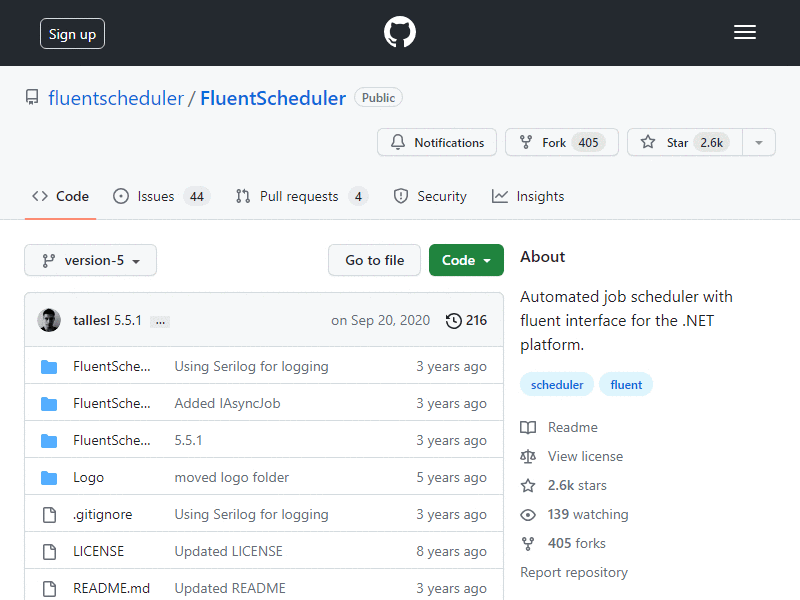 Sign up
fluentscheduler / FluentScheduler Public
Notifications Fork 405 Star 2.6k
Code Issues 44 Pull requests 4 Security Insights
version-5 Go to file Code
tallesl 5.5.1 ... on Sep 20, 2020 216
FluentSche... Using Serilog for logging 3 years ago
FluentSche... Added IAsyncJob 3 years ago
FluentSche... 5.5.1 3 years ago
Logo moved logo folder 5 years ago
.gitignore Using Serilog for logging 3 years ago
LICENSE Updated LICENSE 8 years ago
README.md Updated README 3 years ago
About
Automated job scheduler with
fluent interface for the .NET
platform.
scheduler fluent
Readme
View license
2.6k stars
139 watching
405 forks
Report repository